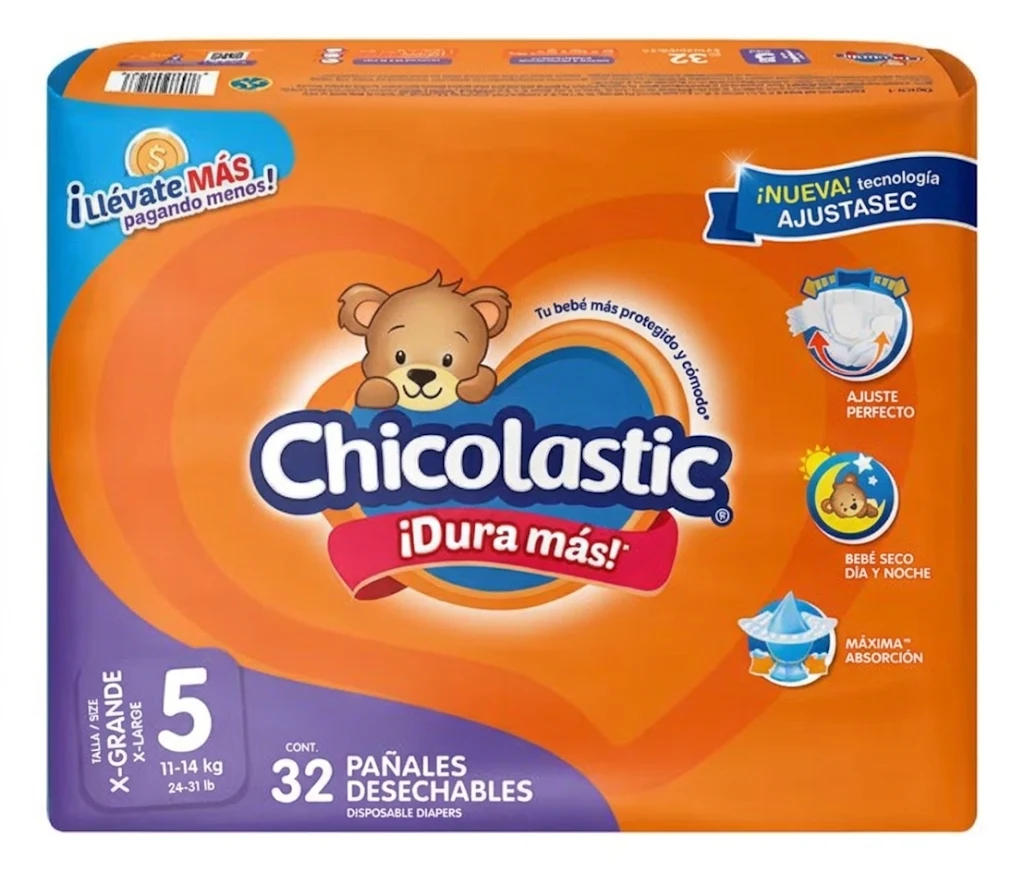 32
¡Llévate MÁS
pagando menos!
¡NUEVA! tecnología
AJUSTASEC
Tu bebé más protegido y cómodo*
Chicolastic®
¡Dura más!*
AJUSTE
PERFECTO
BEBÉ SECO
DÍA Y NOCHE
MÁXIMA™
ABSORCIÓN
TALLA / SIZE
X-GRANDE
X-LARGE
5
11-14 kg
24-31 lb
CONT.
32 PAÑALES
DESECHABLES
DISPOSABLE DIAPERS